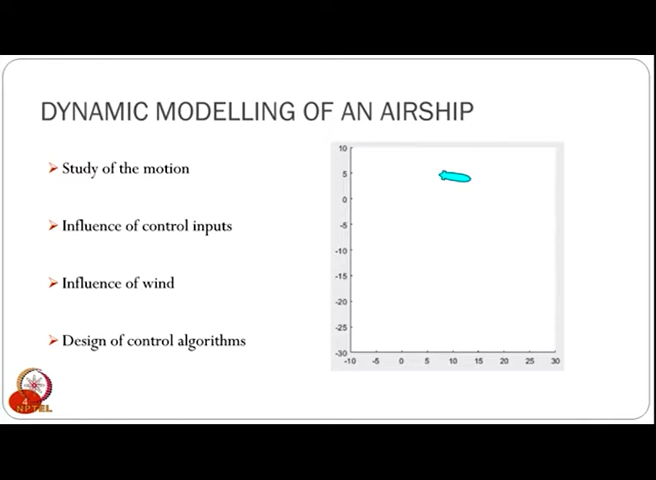 DYNAMIC MODELLING OF AN AIRSHIP
Study of the motion
Influence of control inputs
Influence of wind
Design of control algorithms
10
5
0
-5
-10
-15
-20
-25
-30
-10 -5 0 5 10 15 20 25 30
4
NPTEL